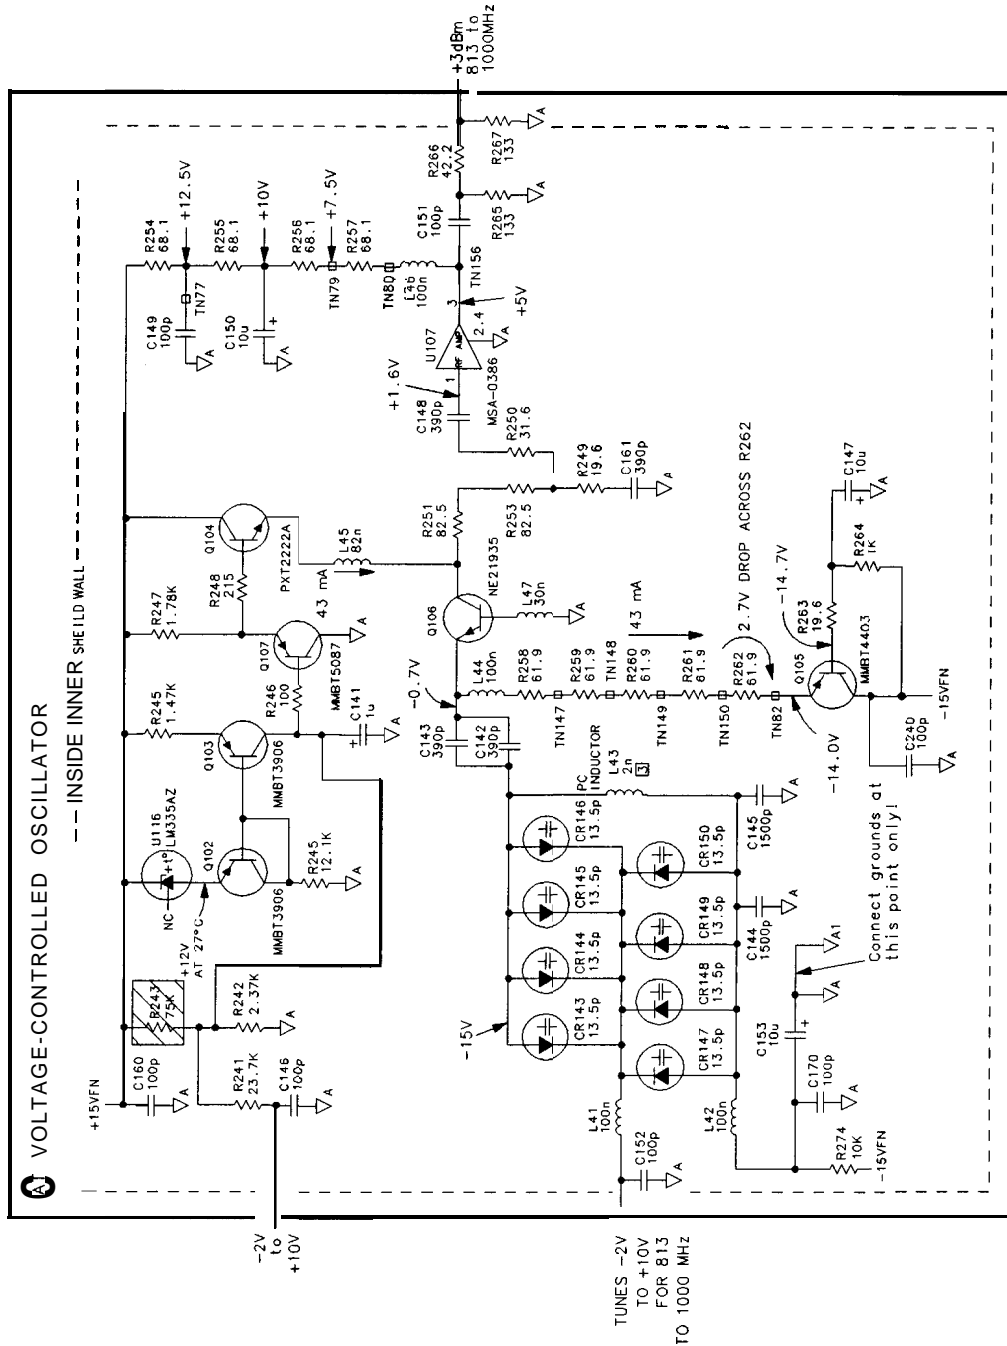 A VOLTAGE-CONTROLLED OSCILLATOR
-- INSIDE INNER SHEILD WALL
+15VFN
C160
100p
A
R243
75K
+12V
AT 27°C
R242
2.37K
A
R241
23.7K
C146
100p
A
-2V
to
+10V
NC
+t°
U116
LM335AZ
Q102
MMBT3906
R245
12.1K
A
R245
1.47K
Q103
MMBT3906
R246
100
C141
1u
A
R247
1.78K
Q107
MMBT5087
A
R248
215
Q104
PXT2222A
43 mA
L45
82n
R254
68.1
+12.5V
TN77
C149
100p
A
R255
68.1
+10V
C150
10u
A
R256
68.1
+7.5V
TN79
R257
68.1
TN80
L46
100n
TN156
C151
100p
R265
133
A
R266
42.2
R267
133
A
+3dBm
813 to
1000MHz
U107
RF AMP
1
3
2.4
A
+5V
+1.6V
MSA-0386
C148
390p
R250
31.6
R251
82.5
R253
82.5
R249
19.6
C161
390p
A
Q106
NE21935
L47
30n
A
-0.7V
C143
390p
C142
390p
L44
100n
R258
61.9
TN147
R259
61.9
TN148
R260
61.9
TN149
R261
61.9
TN150
R262
61.9
TN82
43 mA
2.7V DROP ACROSS R262
-14.0V
Q105
MMBT4403
-14.7V
R263
19.6
R264
1K
C147
10u
A
-15VFN
C240
100p
A
PC
INDUCTOR
L43
2n
3
-15V
CR143
13.5p
CR144
13.5p
CR145
13.5p
CR146
13.5p
CR147
13.5p
CR148
13.5p
CR149
13.5p
CR150
13.5p
C145
1500p
A
C144
1500p
A
L41
100n
C152
100p
A
L42
100n
TUNES -2V
TO +10V
FOR 813
TO 1000 MHz
C153
10u
A
A1
Connect grounds at
this point only!
C170
100p
A
R274
10K
-15VFN